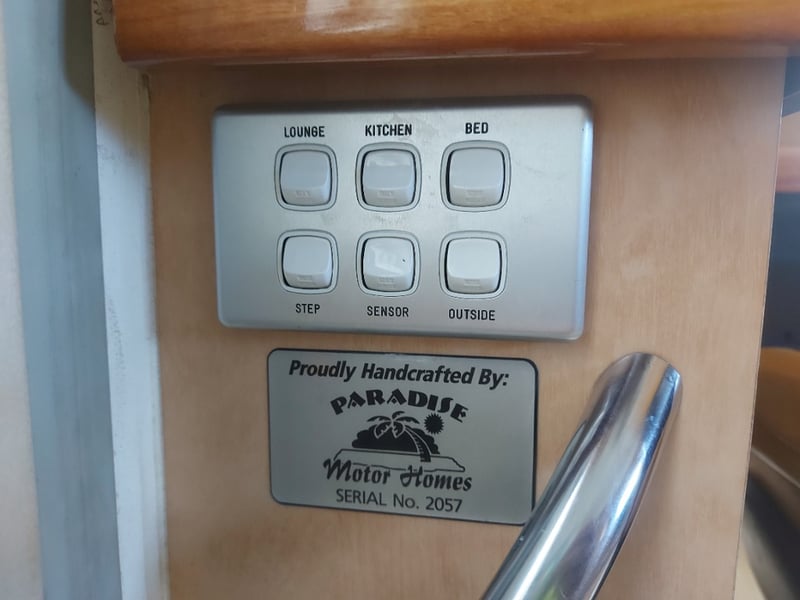 LOUNGE KITCHEN BED
STEP SENSOR OUTSIDE
Proudly Handcrafted By:
PARADISE
Motor Homes
SERIAL No. 2057